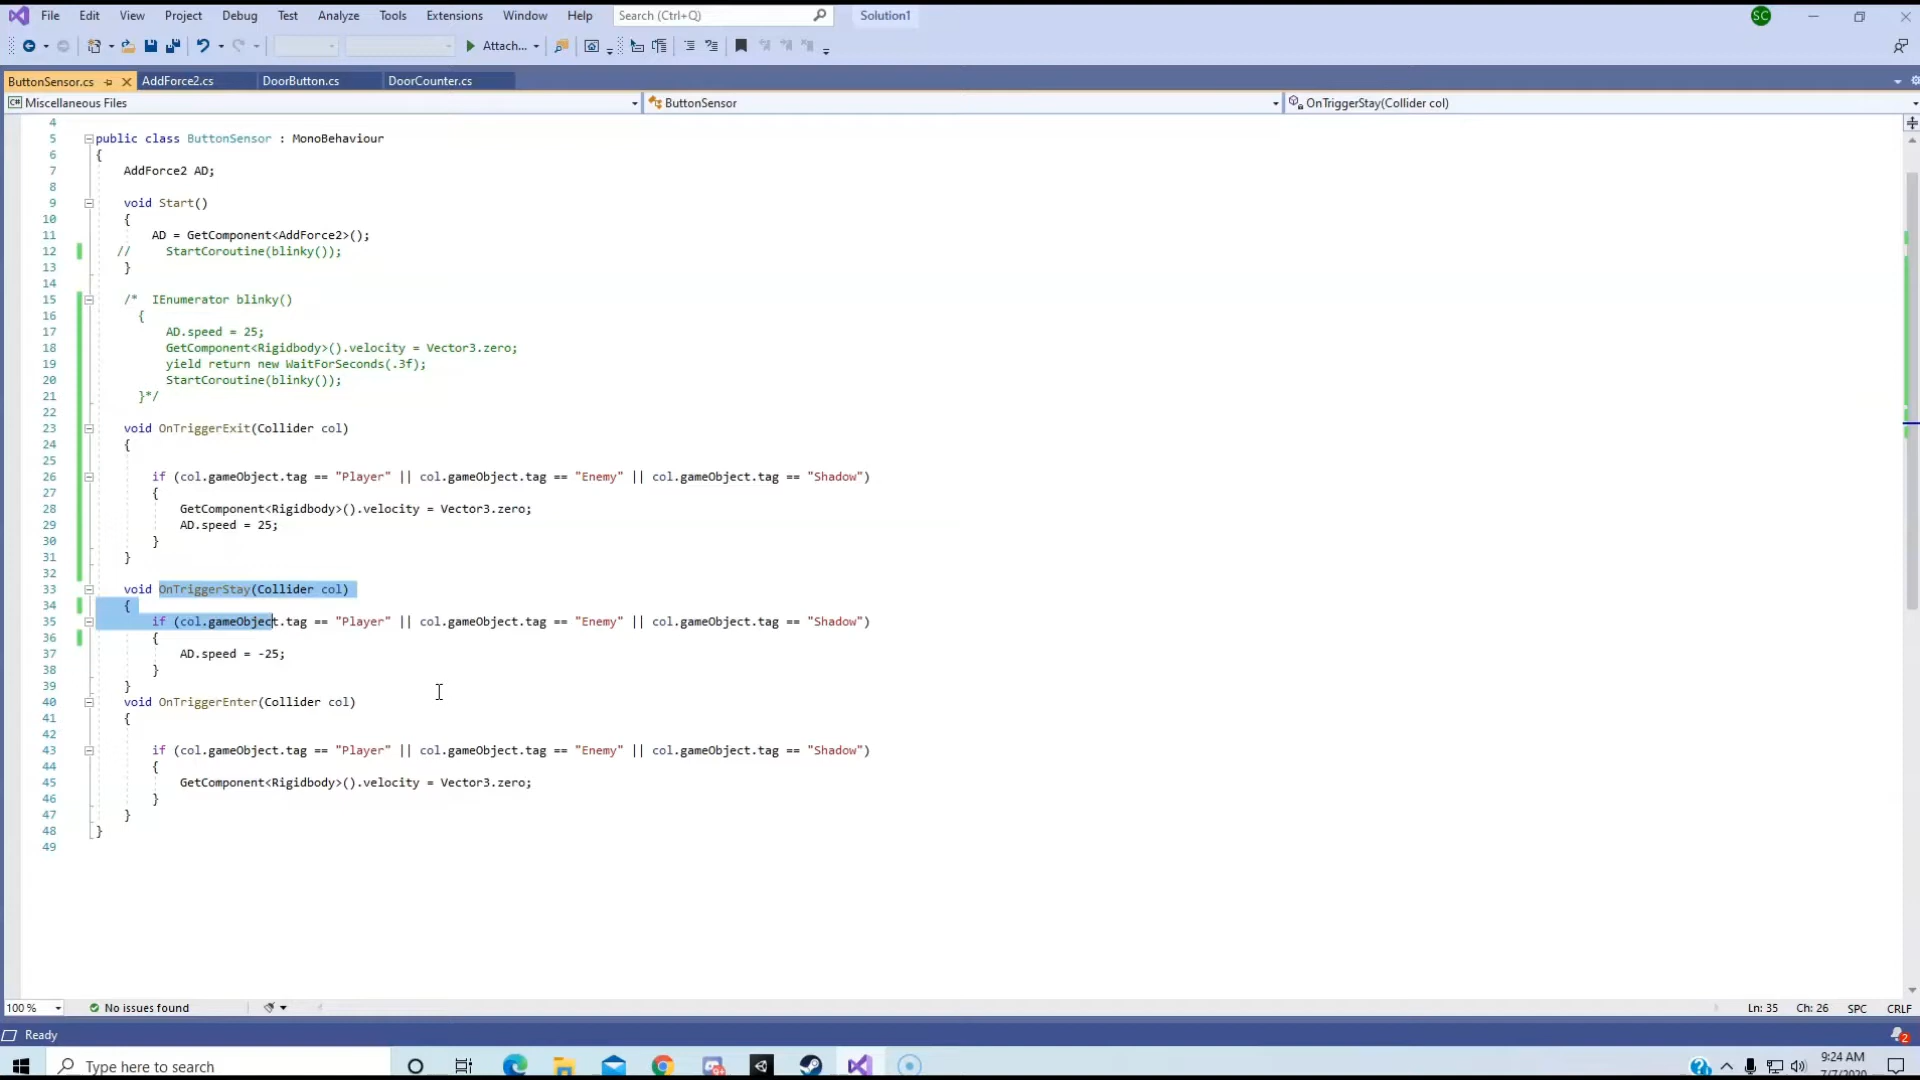 File Edit View Project Debug Test Analyze Tools Extensions Window Help Search (Ctrl+Q) Solution1 SC
Attach...
ButtonSensor.cs AddForce2.cs DoorButton.cs DoorCounter.cs
C# Miscellaneous Files ButtonSensor OnTriggerStay(Collider col)
4
5 public class ButtonSensor : MonoBehaviour
6 {
7 AddForce2 AD;
8
9 void Start()
10 {
11 AD = GetComponent<AddForce2>();
12 // StartCoroutine(blinky());
13 }
14
15 /* IEnumerator blinky()
16 {
17 AD.speed = 25;
18 GetComponent<Rigidbody>().velocity = Vector3.zero;
19 yield return new WaitForSeconds(.3f);
20 StartCoroutine(blinky());
21 }*/
22
23 void OnTriggerExit(Collider col)
24 {
25
26 if (col.gameObject.tag == "Player" || col.gameObject.tag == "Enemy" || col.gameObject.tag == "Shadow")
27 {
28 GetComponent<Rigidbody>().velocity = Vector3.zero;
29 AD.speed = 25;
30 }
31 }
32
33 void OnTriggerStay(Collider col)
34 {
35 if (col.gameObject.tag == "Player" || col.gameObject.tag == "Enemy" || col.gameObject.tag == "Shadow")
36 {
37 AD.speed = -25;
38 }
39 }
40 void OnTriggerEnter(Collider col)
41 {
42
43 if (col.gameObject.tag == "Player" || col.gameObject.tag == "Enemy" || col.gameObject.tag == "Shadow")
44 {
45 GetComponent<Rigidbody>().velocity = Vector3.zero;
46 }
47 }
48 }
49
100 % No issues found Ln: 35 Ch: 26 SPC CRLF
Ready 2
Type here to search 9:24 AM
7/7/2020